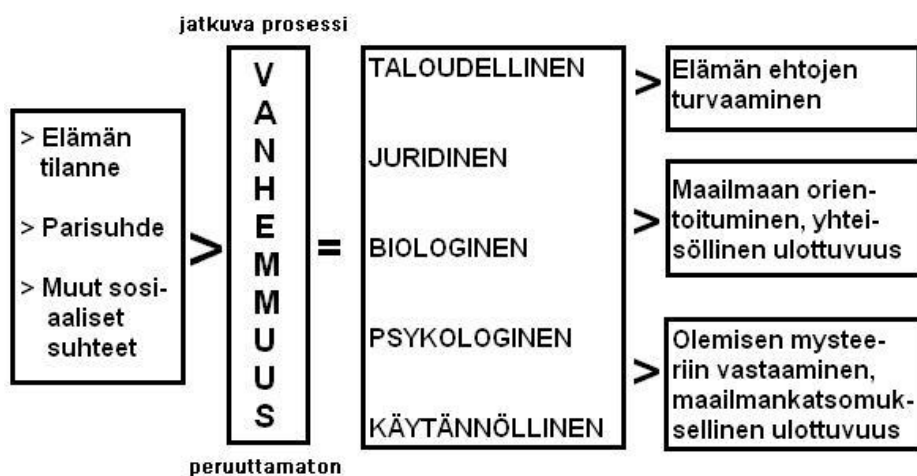 jatkuva prosessi
> Elämän
tilanne
> Parisuhde
> Muut sosi-
aaliset
suhteet
>
V
A
N
H
E
M
M
U
U
S
peruuttamaton
=
TALOUDELLINEN
JURIDINEN
BIOLOGINEN
PSYKOLOGINEN
KÄYTÄNNÖLLINEN
>
Elämän ehtojen
turvaaminen
>
Maailmaan orien-
toituminen, yhtei-
söllinen ulottuvuus
>
Olemisen mystee-
riin vastaaminen,
maailmankatsomuk-
sellinen ulottuvuus